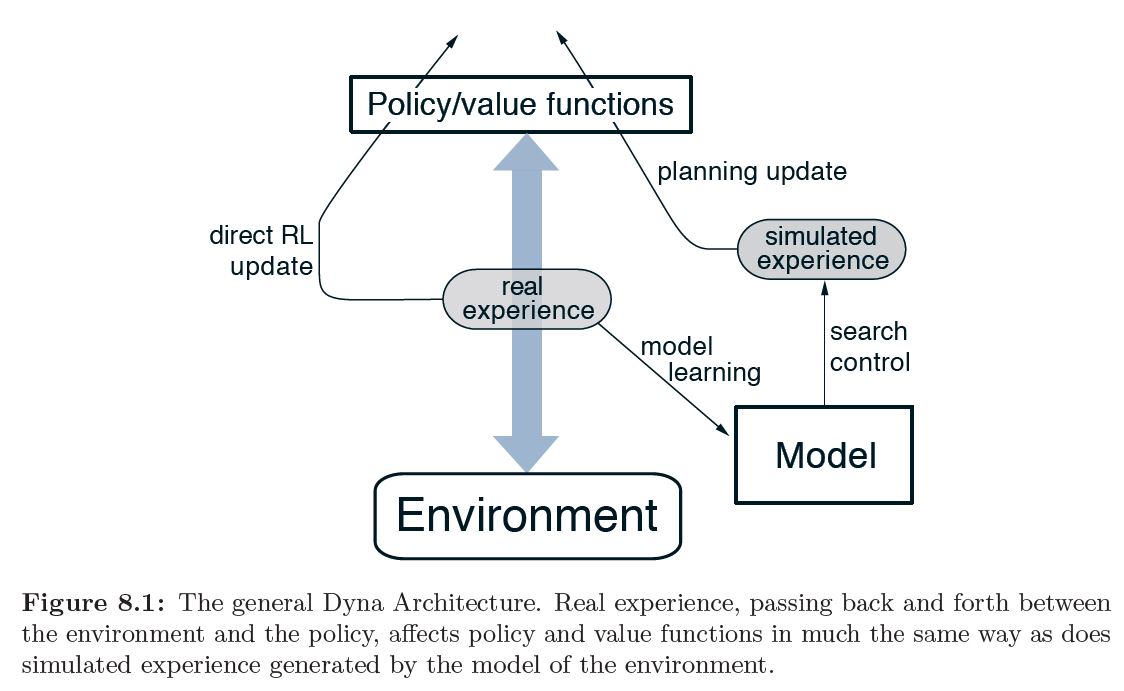 Policy/value functions
planning update
direct RL
update
simulated
experience
real
experience
model
learning
search
control
Model
Environment
Figure 8.1: The general Dyna Architecture. Real experience, passing back and forth between
the environment and the policy, affects policy and value functions in much the same way as does
simulated experience generated by the model of the environment.